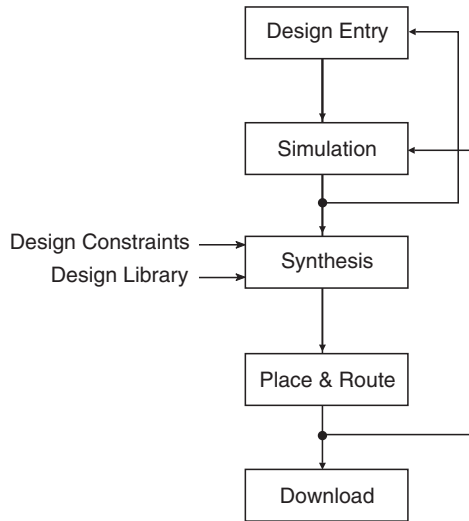 Design Entry
Simulation
Design Constraints
Design Library
Synthesis
Place & Route
Download